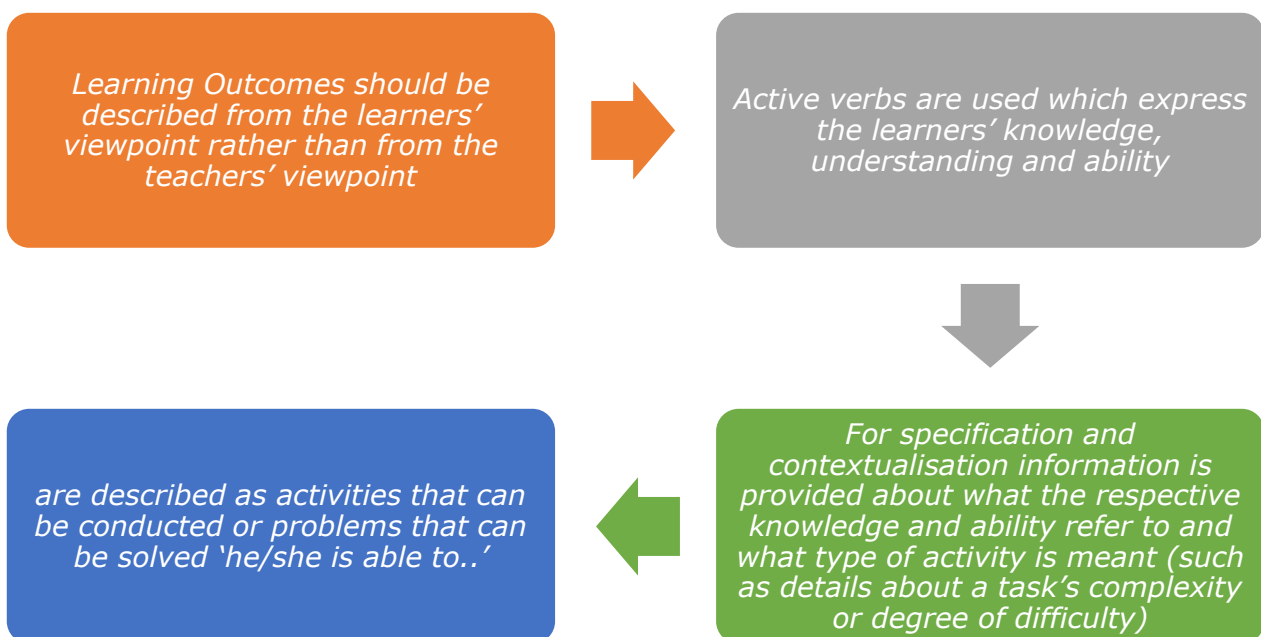 Learning Outcomes should be
described from the learners’
viewpoint rather than from the
teachers’ viewpoint
Active verbs are used which express
the learners’ knowledge,
understanding and ability
For specification and
contextualisation information is
provided about what the respective
knowledge and ability refer to and
what type of activity is meant (such
as details about a task’s complexity
or degree of difficulty)
are described as activities that can
be conducted or problems that can
be solved ‘he/she is able to..’